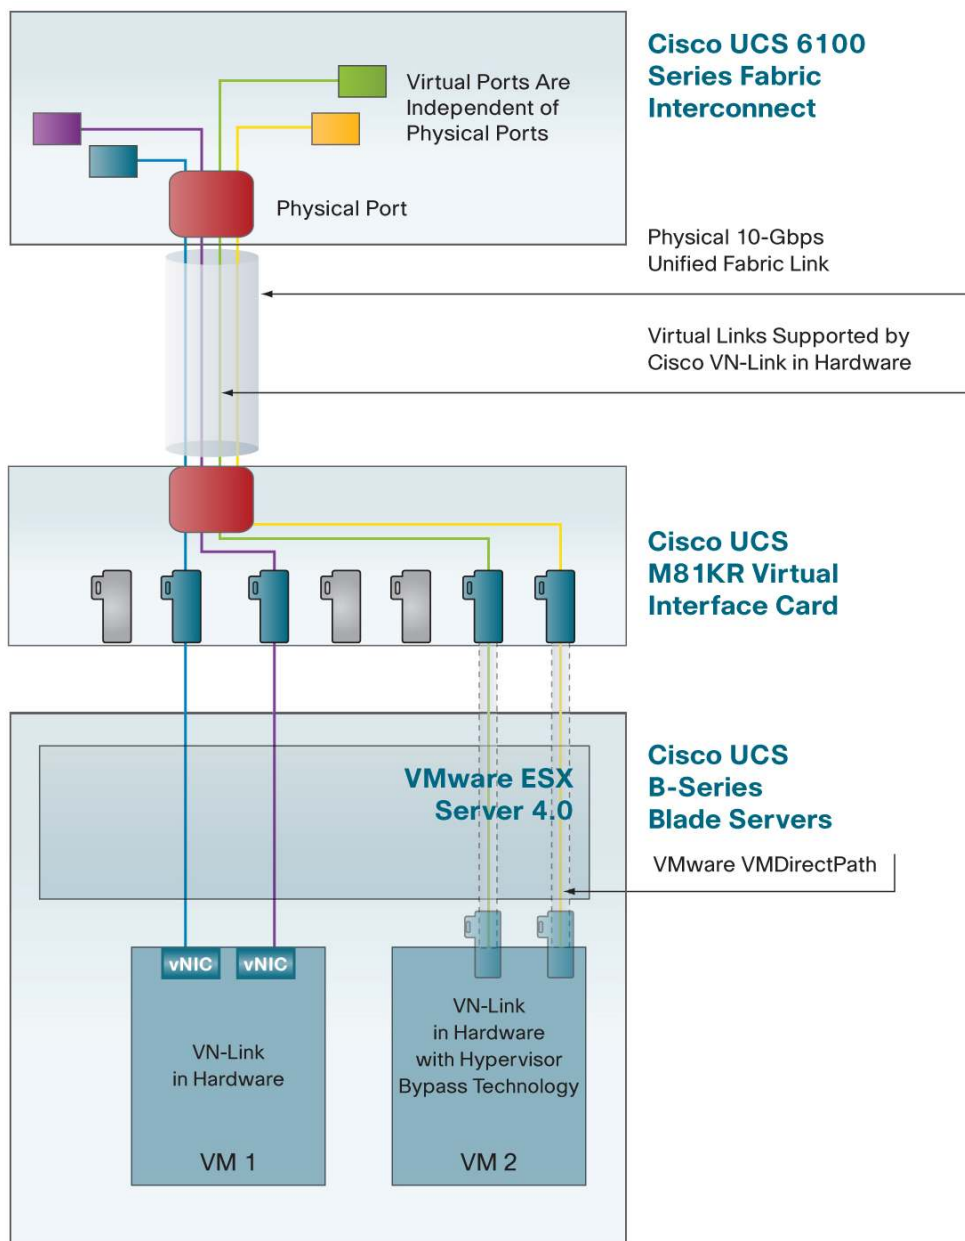 Cisco UCS 6100
Series Fabric
Interconnect
Virtual Ports Are
Independent of
Physical Ports
Physical Port
Physical 10-Gbps
Unified Fabric Link
Virtual Links Supported by
Cisco VN-Link in Hardware
Cisco UCS
M81KR Virtual
Interface Card
Cisco UCS
B-Series
Blade Servers
VMware ESX
Server 4.0
VMware VMDirectPath
vNIC
vNIC
VN-Link
in Hardware
VM 1
VN-Link
in Hardware
with Hypervisor
Bypass Technology
VM 2